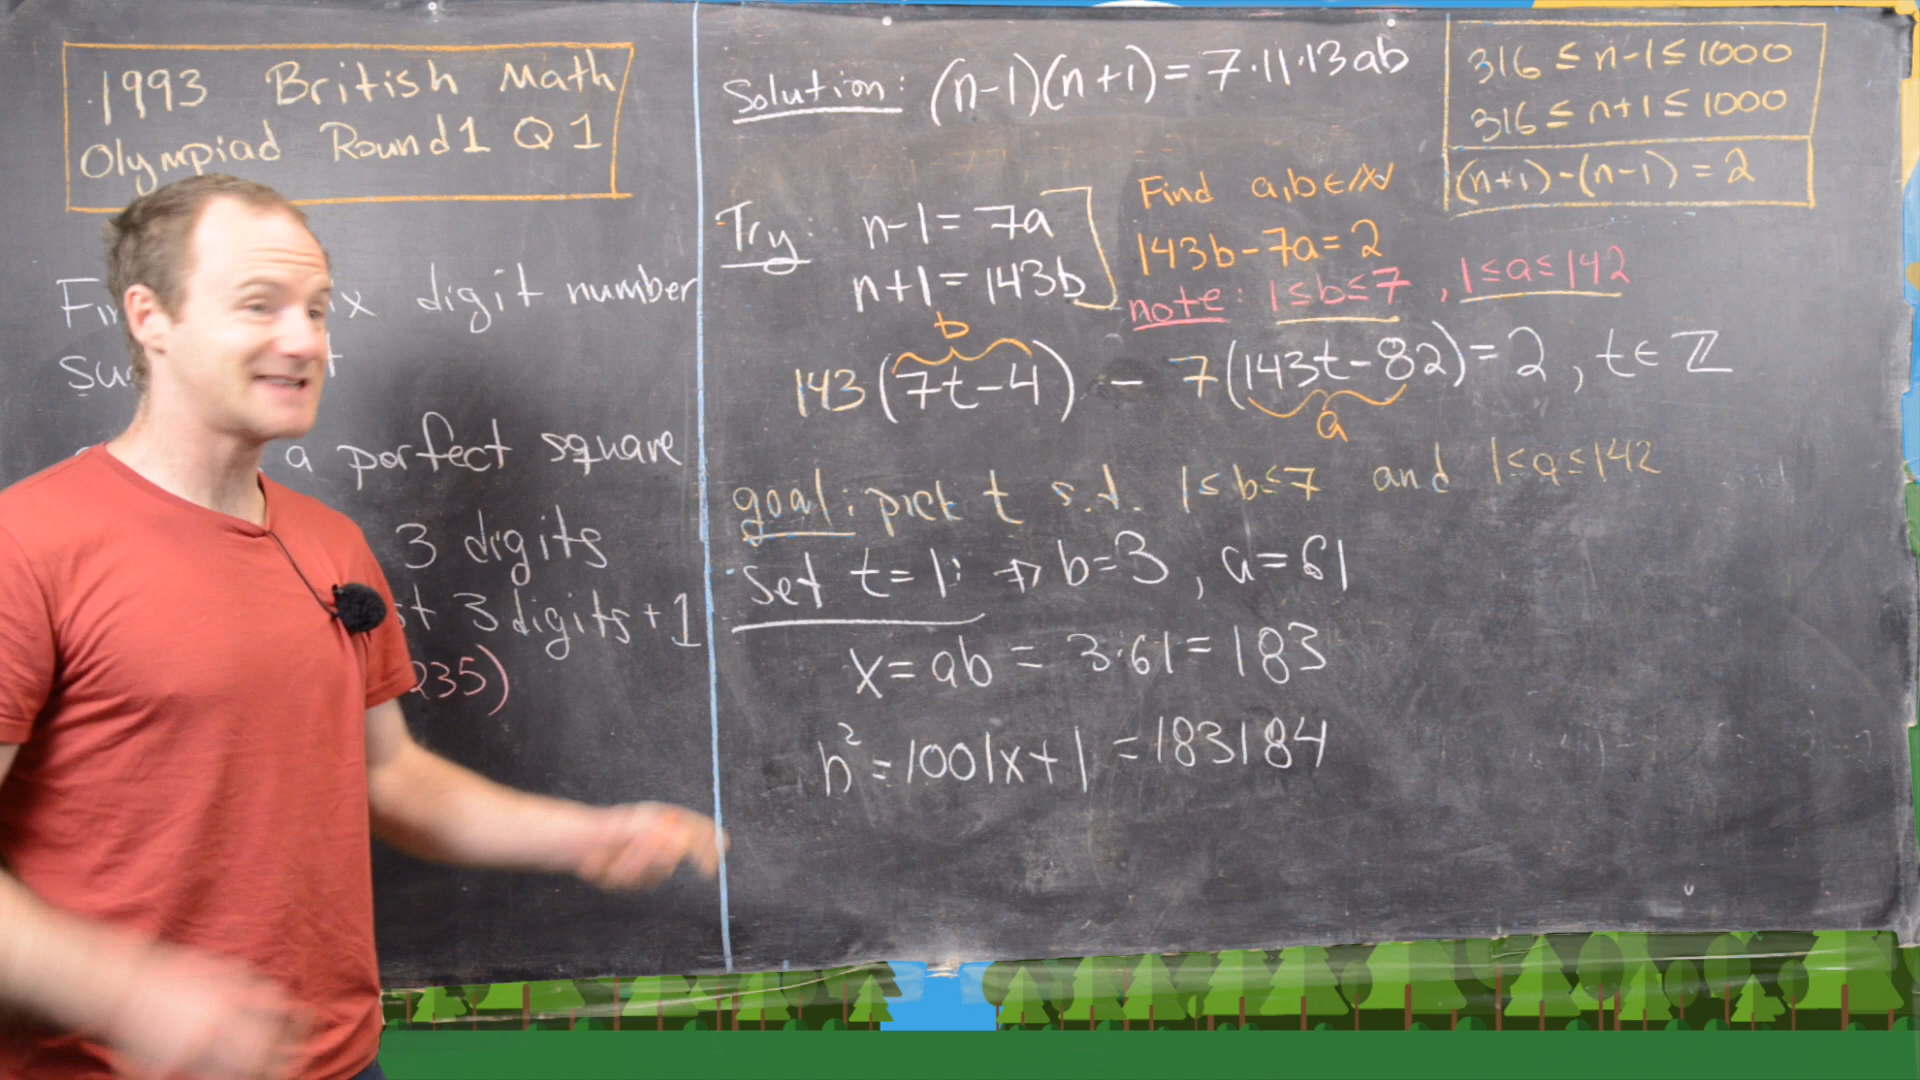 1993 British Math
Olympiad Round 1 Q1
x digit number
a perfect square
3 digits
3 digits + 1
235)
Solution: (n-1)(n+1) = 7·11·13ab
316 ≤ n-1 ≤ 1000
316 ≤ n+1 ≤ 1000
(n+1)-(n-1) = 2
Try: n-1 = 7a
n+1 = 143b
Find a,b ∈ ℕ
143b-7a = 2
note: 1≤b≤7, 1≤a≤142
b
143(7t-4) - 7(143t-82) = 2, t∈ℤ
a
goal: pick t s.t. 1≤b≤7 and 1≤a≤142
Set t=1: ⇒ b=3, a=61
x = ab = 3·61 = 183
n² = 1001x+1 = 183184